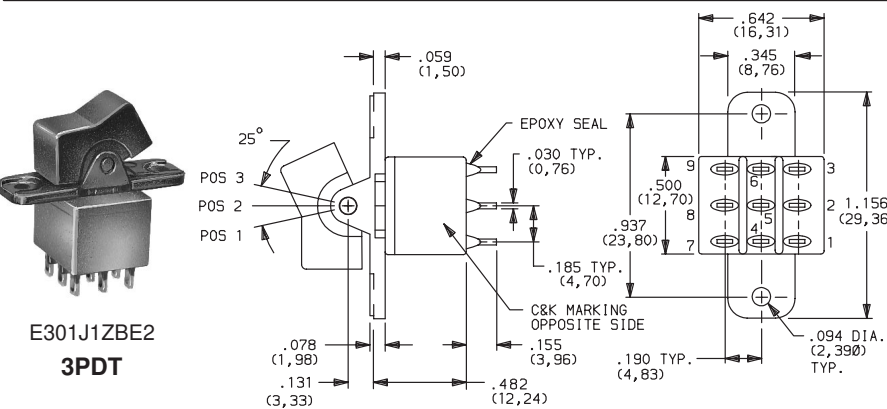 E301J1ZBE2
3PDT
25°
POS 3
POS 2
POS 1
.059
(1,50)
EPOXY SEAL
.030 TYP.
(0,76)
.185 TYP.
(4,70)
C&K MARKING
OPPOSITE SIDE
.078
(1,98)
.155
(3,96)
.131
(3,33)
.482
(12,24)
.642
(16,31)
.345
(8,76)
9
6
3
.500
(12,70)
8
5
2
1.156
(29,36
.937
(23,80)
7
4
1
.190 TYP.
(4,83)
.094 DIA.
(2,39Ø)
TYP.